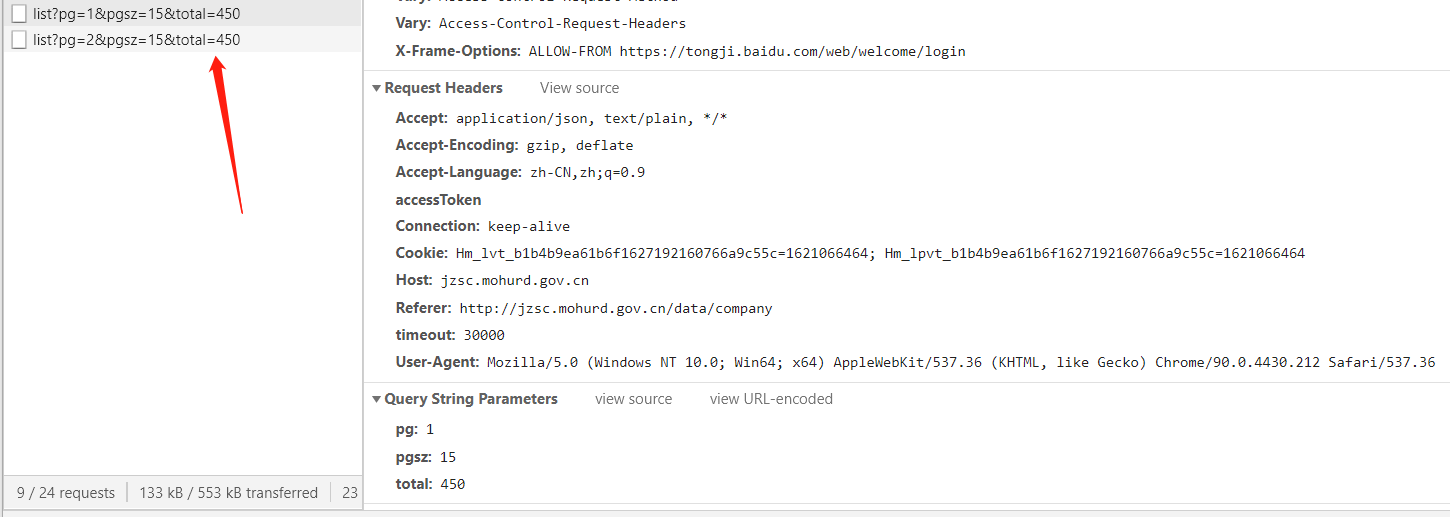 list?pg=1&pgsz=15&total=450
list?pg=2&pgsz=15&total=450
9 / 24 requests
133 kB / 553 kB transferred
23
Vary: Access-Control-Request-Method
Vary: Access-Control-Request-Headers
X-Frame-Options: ALLOW-FROM https://tongji.baidu.com/web/welcome/login
Request Headers View source
Accept: application/json, text/plain, */*
Accept-Encoding: gzip, deflate
Accept-Language: zh-CN,zh;q=0.9
accessToken
Connection: keep-alive
Cookie: Hm_lvt_b1b4b9ea61b6f1627192160766a9c55c=1621066464; Hm_lpvt_b1b4b9ea61b6f1627192160766a9c55c=1621066464
Host: jzsc.mohurd.gov.cn
Referer: http://jzsc.mohurd.gov.cn/data/company
timeout: 30000
User-Agent: Mozilla/5.0 (Windows NT 10.0; Win64; x64) AppleWebKit/537.36 (KHTML, like Gecko) Chrome/90.0.4430.212 Safari/537.36
Query String Parameters view source view URL-encoded
pg: 1
pgsz: 15
total: 450